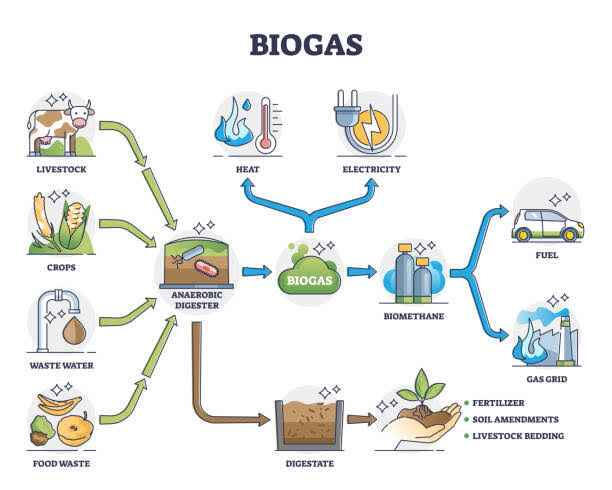 BIOGAS
LIVESTOCK
HEAT
ELECTRICITY
CROPS
ANAEROBIC
DIGESTER
BIOGAS
BIOMETHANE
FUEL
WASTE WATER
GAS GRID
FOOD WASTE
DIGESTATE
• FERTILIZER
• SOIL AMENDMENTS
• LIVESTOCK BEDDING